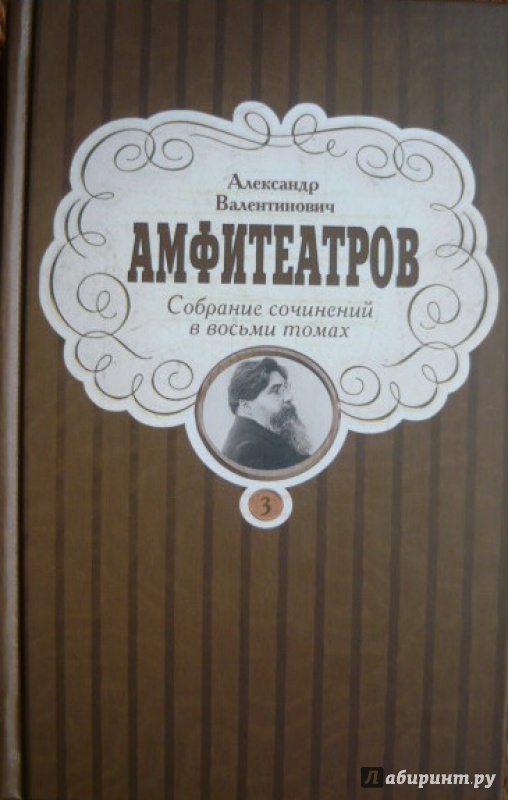 Александр
Валентинович
АМФИТЕАТРОВ
Собрание сочинений
в восьми томах
3
Лабиринт.ру